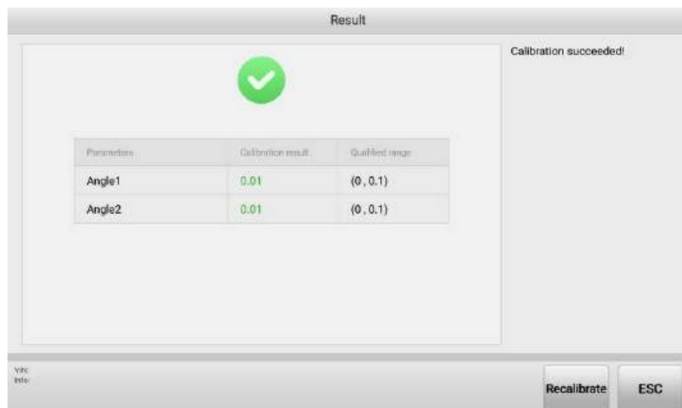 Result
Calibration succeeded!
Parameters Calibration result Qualified range
Angle1 0.01 (0 , 0.1)
Angle2 0.01 (0 , 0.1)
VIN:
Info:
Recalibrate ESC